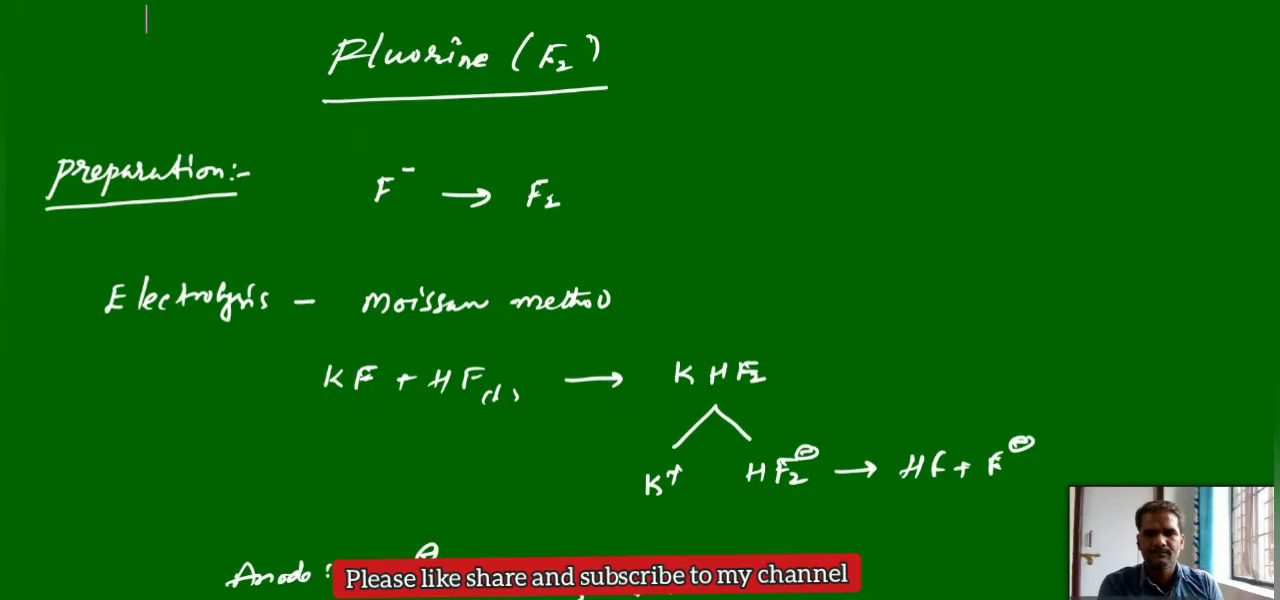 Fluorine (F₂)
Preparation:- F⁻ → F₂
Electrolysis - Moissan method
KF + HF(l) → KHF₂
K⁺ HF₂⊖ → HF + F⊖
Anode :
Please like share and subscribe to my channel